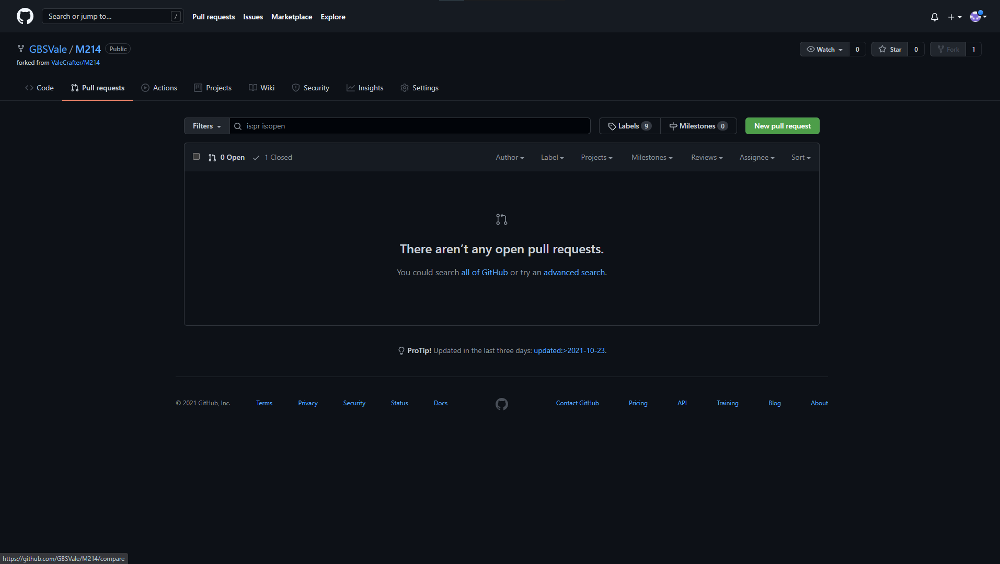 Search or jump to... /
Pull requests Issues Marketplace Explore
GBSVale / M214 Public
Watch 0 Star 0 Fork 1
forked from ValeCrafter/M214
Code Pull requests Actions Projects Wiki Security Insights Settings
Filters is:pr is:open Labels 9 Milestones 0 New pull request
0 Open 1 Closed Author Label Projects Milestones Reviews Assignee Sort
There aren’t any open pull requests.
You could search all of GitHub or try an advanced search.
ProTip! Updated in the last three days: updated:>2021-10-23.
© 2021 GitHub, Inc. Terms Privacy Security Status Docs Contact GitHub Pricing API Training Blog About
https://github.com/GBSVale/M214/compare